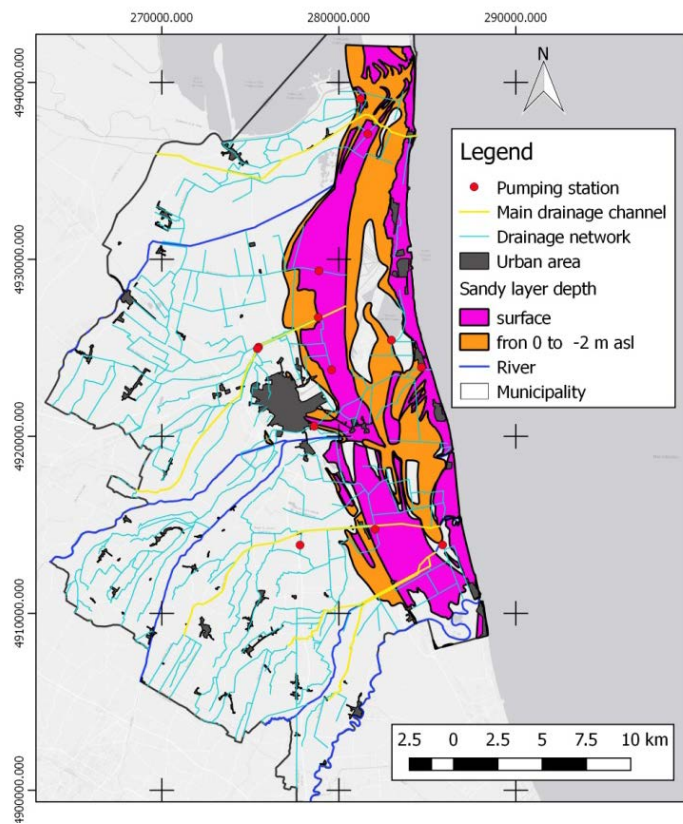 270000.000 280000.000 290000.000
4940000.000
4930000.000
4920000.000
4910000.000
4900000.000
N
Legend
Pumping station
Main drainage channel
Drainage network
Urban area
Sandy layer depth
surface
fron 0 to -2 m asl
River
Municipality
2.5 0 2.5 5 7.5 10 km